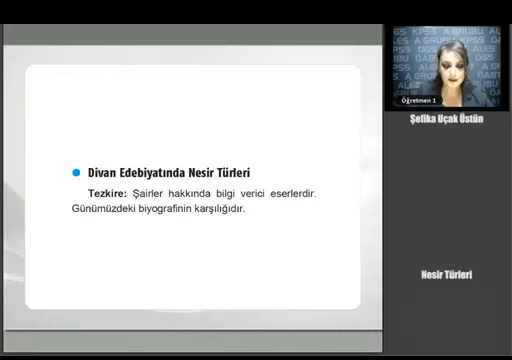 Divan Edebiyatında Nesir Türleri
Tezkire: Şairler hakkında bilgi verici eserlerdir.
Günümüzdeki biyografinin karşılığıdır.
Öğretmen 1
Şefika Uçak Üstün
Nesir Türleri